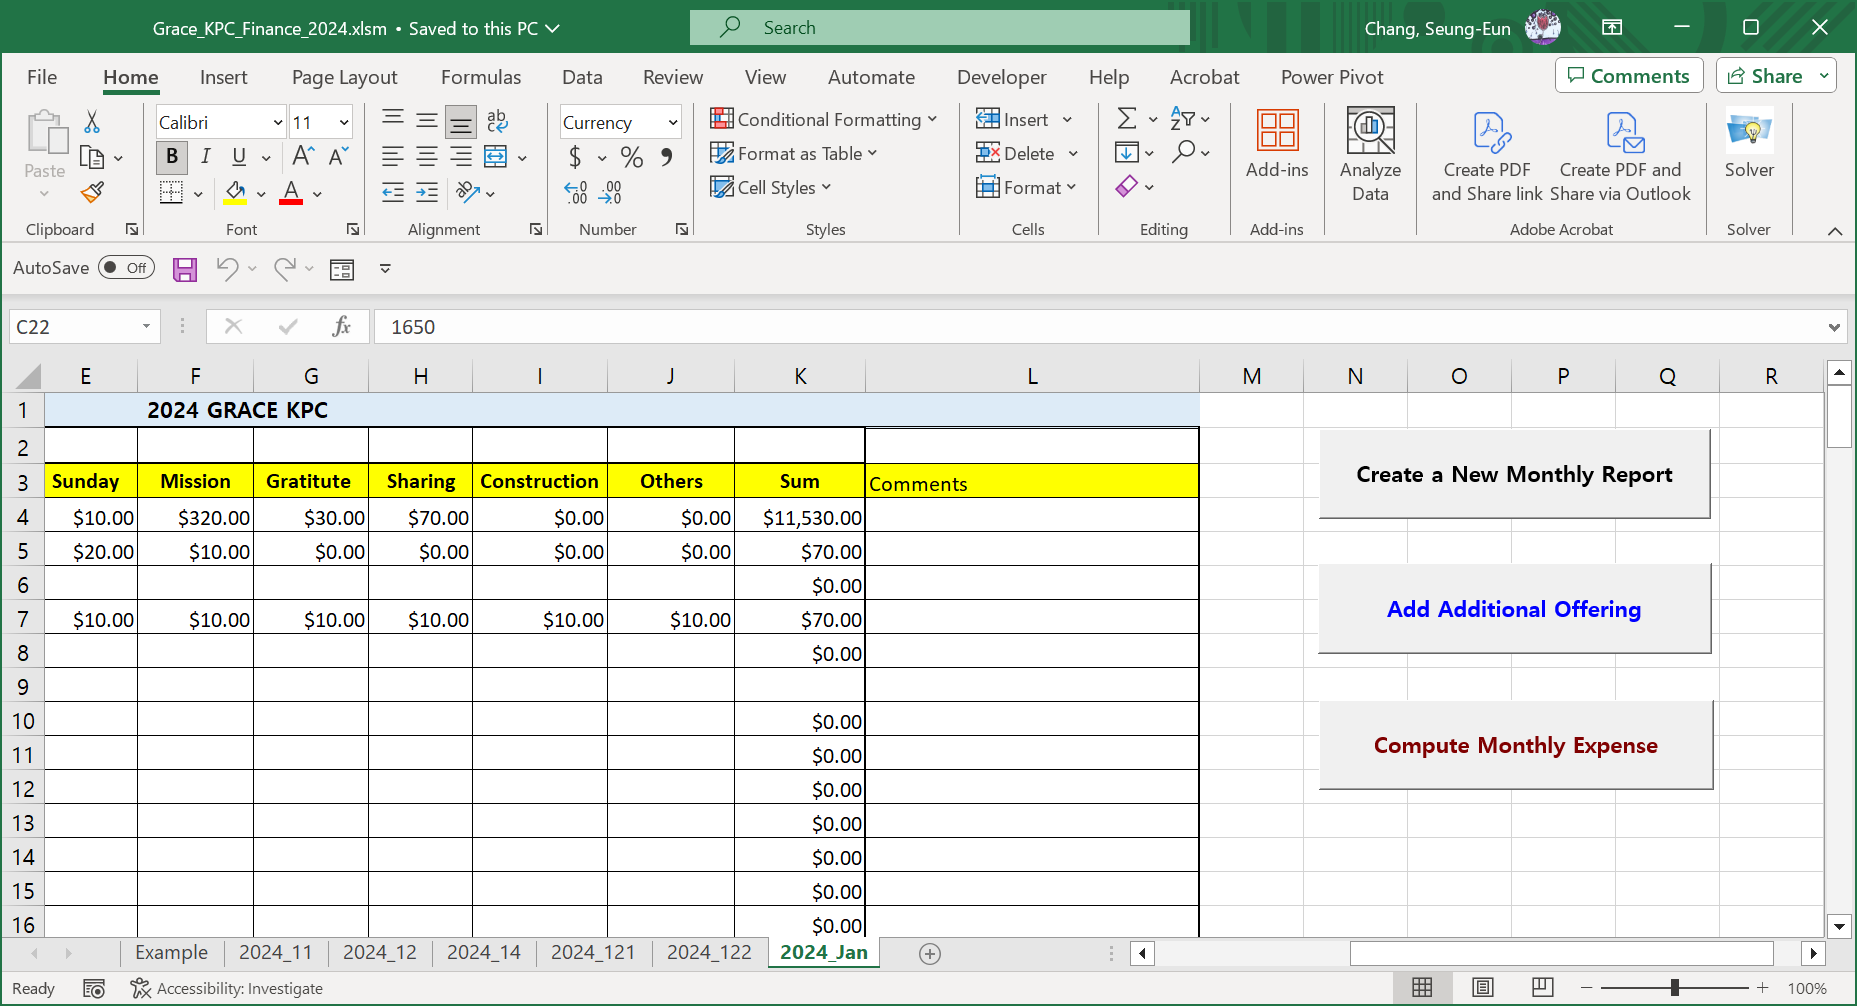 Grace_KPC_Finance_2024.xlsm • Saved to this PC
Search
Chang, Seung-Eun
File Home Insert Page Layout Formulas Data Review View Automate Developer Help Acrobat Power Pivot Comments Share
Calibri 11 ab c Currency Conditional Formatting Insert Σ A Z
Paste B I U A A $ % 9 Format as Table Delete Add-ins Analyze Data Create PDF and Share link Create PDF and Share via Outlook Solver
A .00 .00 Cell Styles Format
Clipboard Font Alignment Number Styles Cells Editing Add-ins Adobe Acrobat Solver
AutoSave Off
C22 fx 1650
E F G H I J K L M N O P Q R
1 2024 GRACE KPC
2
3 Sunday Mission Gratitute Sharing Construction Others Sum Comments
4 $10.00 $320.00 $30.00 $70.00 $0.00 $0.00 $11,530.00
5 $20.00 $10.00 $0.00 $0.00 $0.00 $0.00 $70.00
6 $0.00
7 $10.00 $10.00 $10.00 $10.00 $10.00 $10.00 $70.00
8 $0.00
9
10 $0.00
11 $0.00
12 $0.00
13 $0.00
14 $0.00
15 $0.00
16 $0.00
Create a New Monthly Report
Add Additional Offering
Compute Monthly Expense
Example 2024_11 2024_12 2024_14 2024_121 2024_122 2024_Jan
Ready Accessibility: Investigate 100%